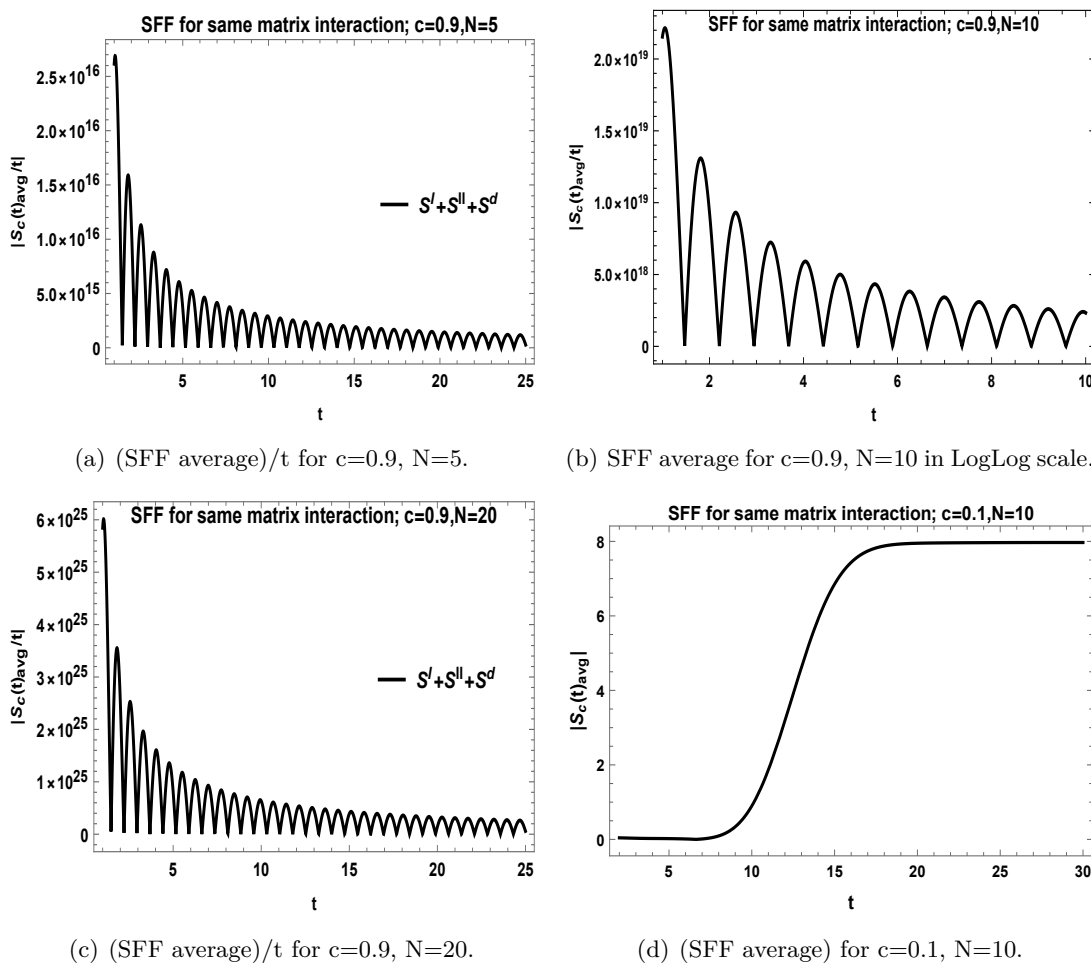 SFF for same matrix interaction; c=0.9,N=5
2.5×10^16
2.0×10^16
1.5×10^16
1.0×10^16
5.0×10^15
0
|S_c(t)_avg/t|
S^I+S^II+S^d
5 10 15 20 25
t
(a) (SFF average)/t for c=0.9, N=5.
SFF for same matrix interaction; c=0.9,N=10
2.0×10^19
1.5×10^19
1.0×10^19
5.0×10^18
0
|S_c(t)_avg/t|
2 4 6 8 10
t
(b) SFF average for c=0.9, N=10 in LogLog scale.
SFF for same matrix interaction; c=0.9,N=20
6×10^25
5×10^25
4×10^25
3×10^25
2×10^25
1×10^25
0
|S_c(t)_avg/t|
S^I+S^II+S^d
5 10 15 20 25
t
(c) (SFF average)/t for c=0.9, N=20.
SFF for same matrix interaction; c=0.1,N=10
8
6
4
2
0
|S_c(t)_avg|
5 10 15 20 25 30
t
(d) (SFF average) for c=0.1, N=10.